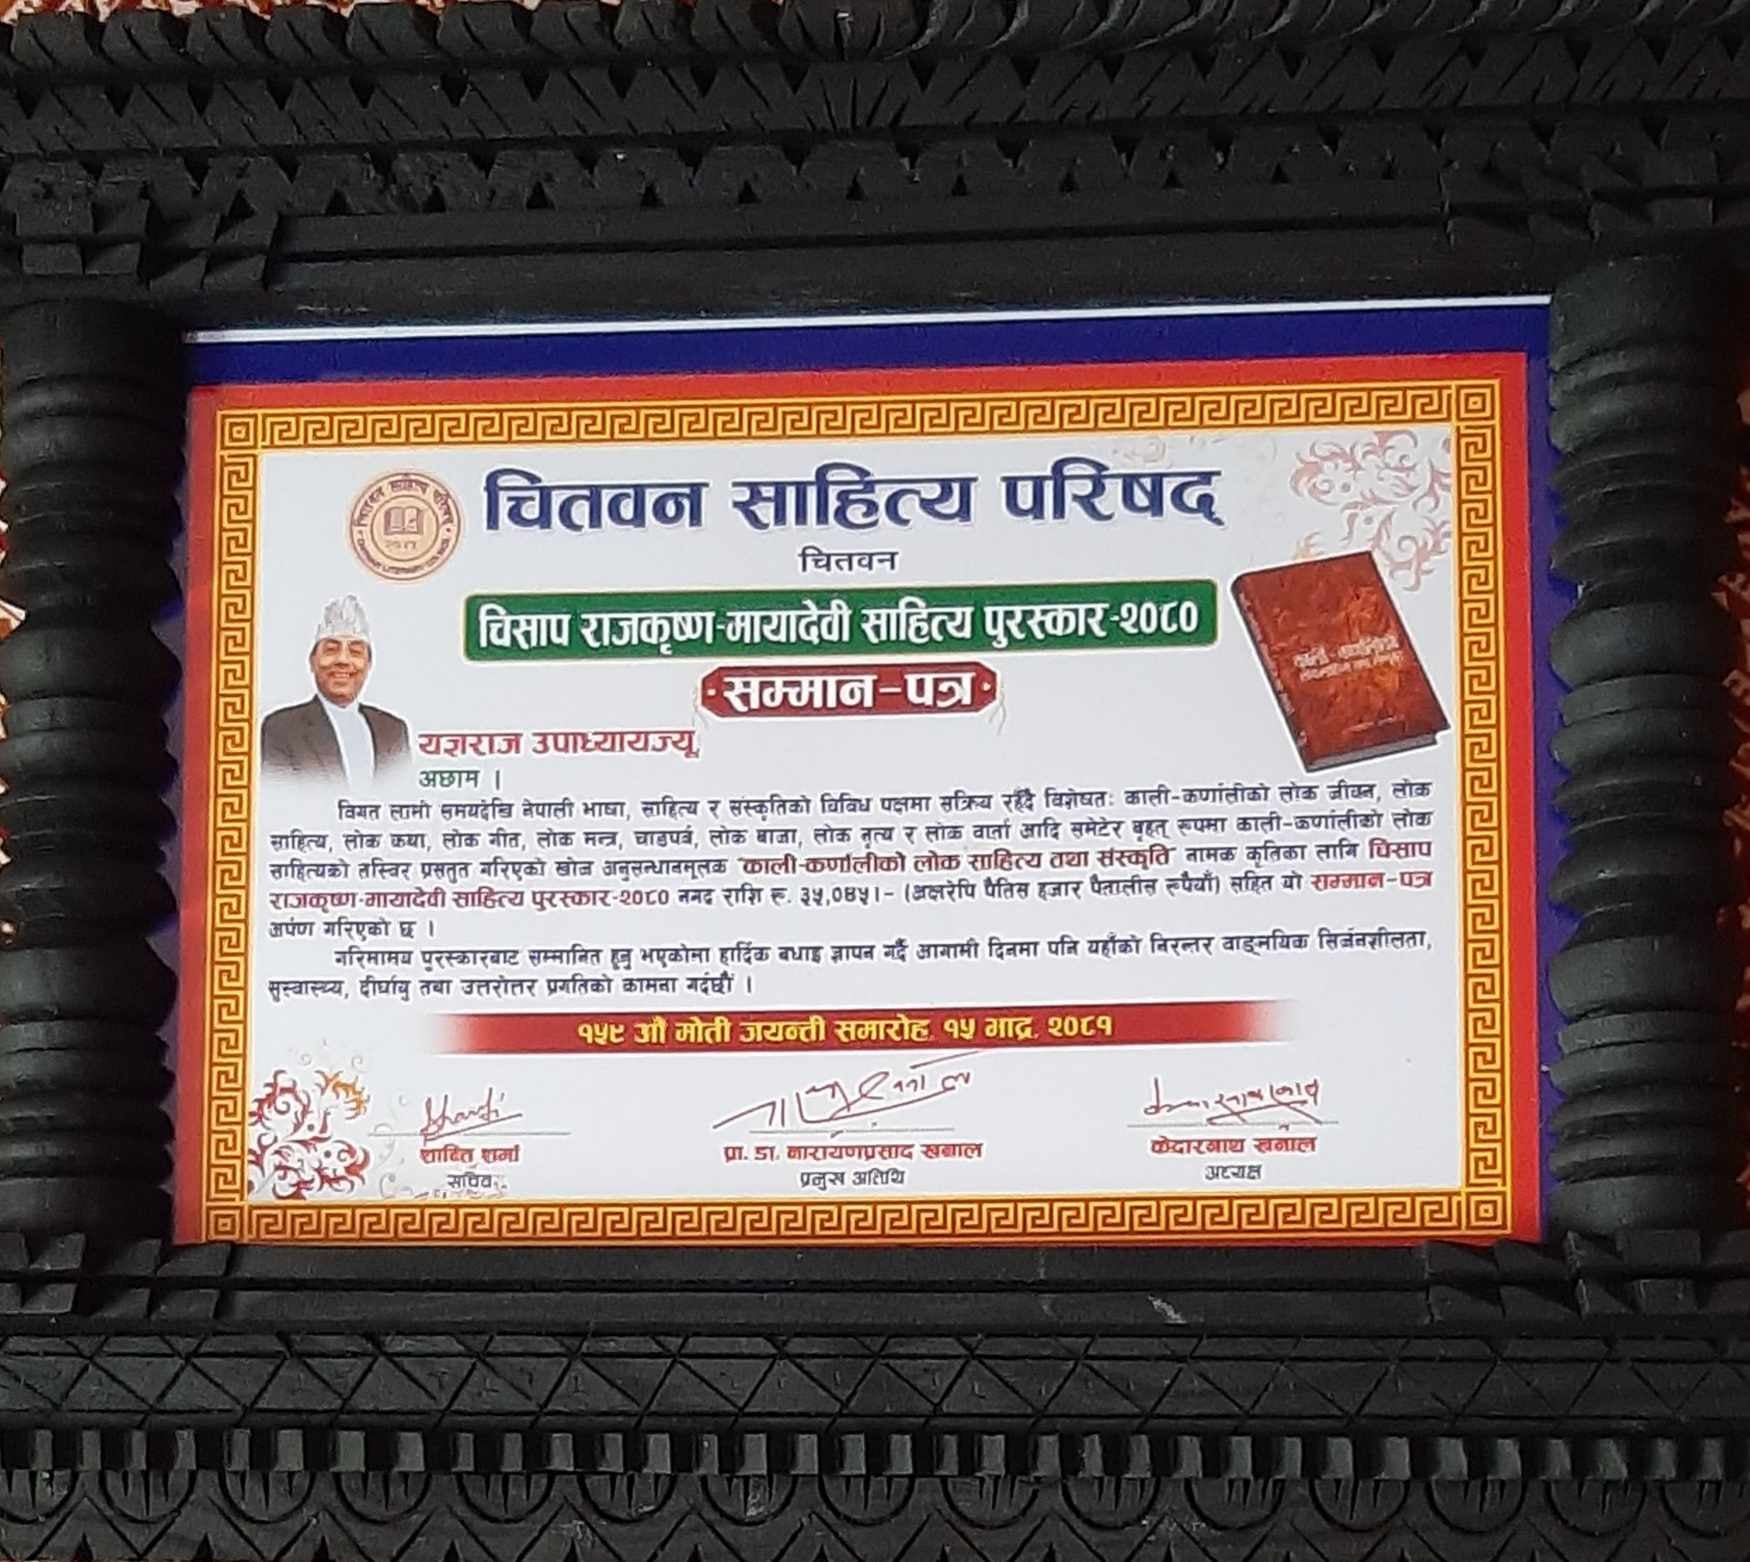 चितवन साहित्य परिषद्
चितवन
चिसाप राजकृष्ण-मायादेवी साहित्य पुरस्कार-२०८०
सम्मान-पत्र
यज्ञराज उपाध्यायज्यू,
अछाम ।
विगत लामो समयदेखि नेपाली भाषा, साहित्य र संस्कृतिको विविध पक्षमा सक्रिय रहँदै विशेषतः काली-कर्णालीको लोक जीवन, लोक
साहित्य, लोक कथा, लोक गीत, लोक मन्त्र, चाडपर्व, लोक बाजा, लोक नृत्य र लोक वार्ता आदि समेटेर बृहत् रूपमा काली-कर्णालीको लोक
साहित्यको तस्विर प्रस्तुत गरिएको खोज अनुसन्धानमूलक 'काली-कर्णालीको लोक साहित्य तथा संस्कृति' नामक कृतिका लागि चिसाप
राजकृष्ण-मायादेवी साहित्य पुरस्कार-२०८० नगद राशि रू. ३५,०४५।- (अक्षरेपि पैतिस हजार पैतालीस रूपैयाँ) सहित यो सम्मान-पत्र
अर्पण गरिएको छ ।
गरिमामय पुरस्कारबाट सम्मानित हुनु भएकोमा हार्दिक बधाइ ज्ञापन गर्दै आगामी दिनमा पनि यहाँको निरन्तर वाङ्मयिक सिर्जनशीलता,
सुस्वास्थ्य, दीर्घायु तथा उत्तरोत्तर प्रगतिको कामना गर्दछौं ।
१५९ औं मोती जयन्ती समारोह, १५ भाद्र, २०८१
शान्ति शर्मा
सचिव
प्रा. डा. नारायणप्रसाद खनाल
प्रमुख अतिथि
केदारनाथ खनाल
अध्यक्ष